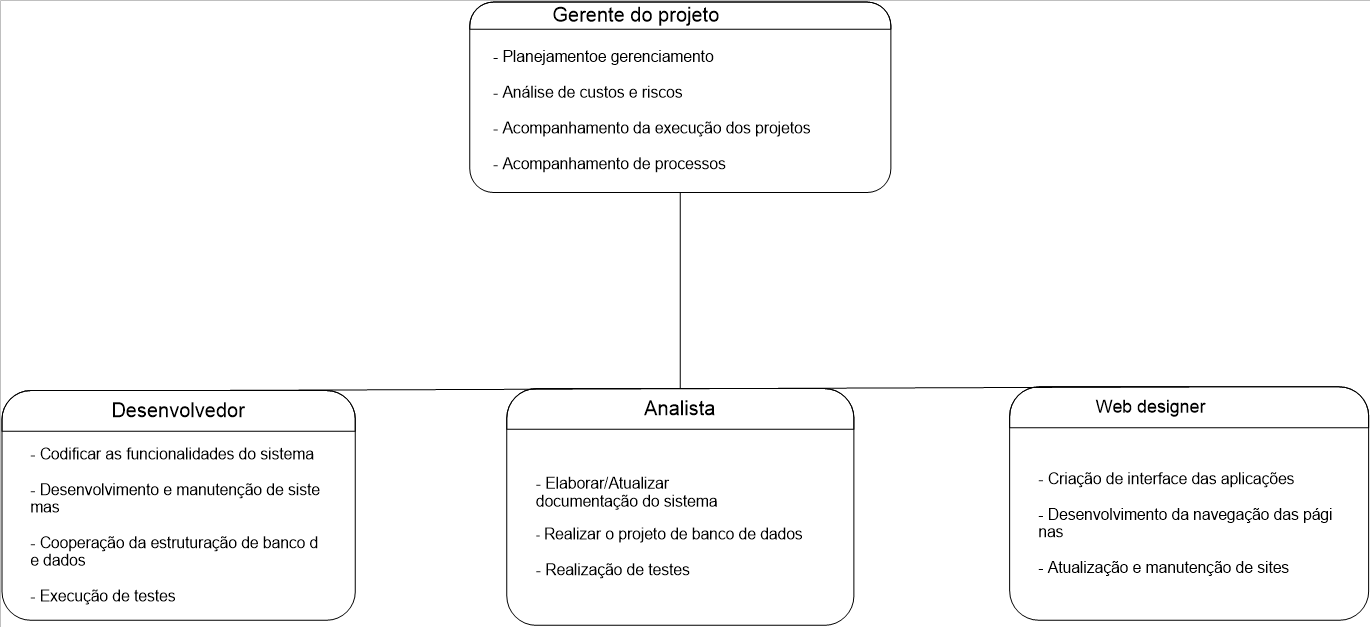 Gerente do projeto
- Planejamentoe gerenciamento
- Análise de custos e riscos
- Acompanhamento da execução dos projetos
- Acompanhamento de processos
Desenvolvedor
- Codificar as funcionalidades do sistema
- Desenvolvimento e manutenção de siste
mas
- Cooperação da estruturação de banco d
e dados
- Execução de testes
Analista
- Elaborar/Atualizar
documentação do sistema
- Realizar o projeto de banco de dados
- Realização de testes
Web designer
- Criação de interface das aplicações
- Desenvolvimento da navegação das pági
nas
- Atualização e manutenção de sites